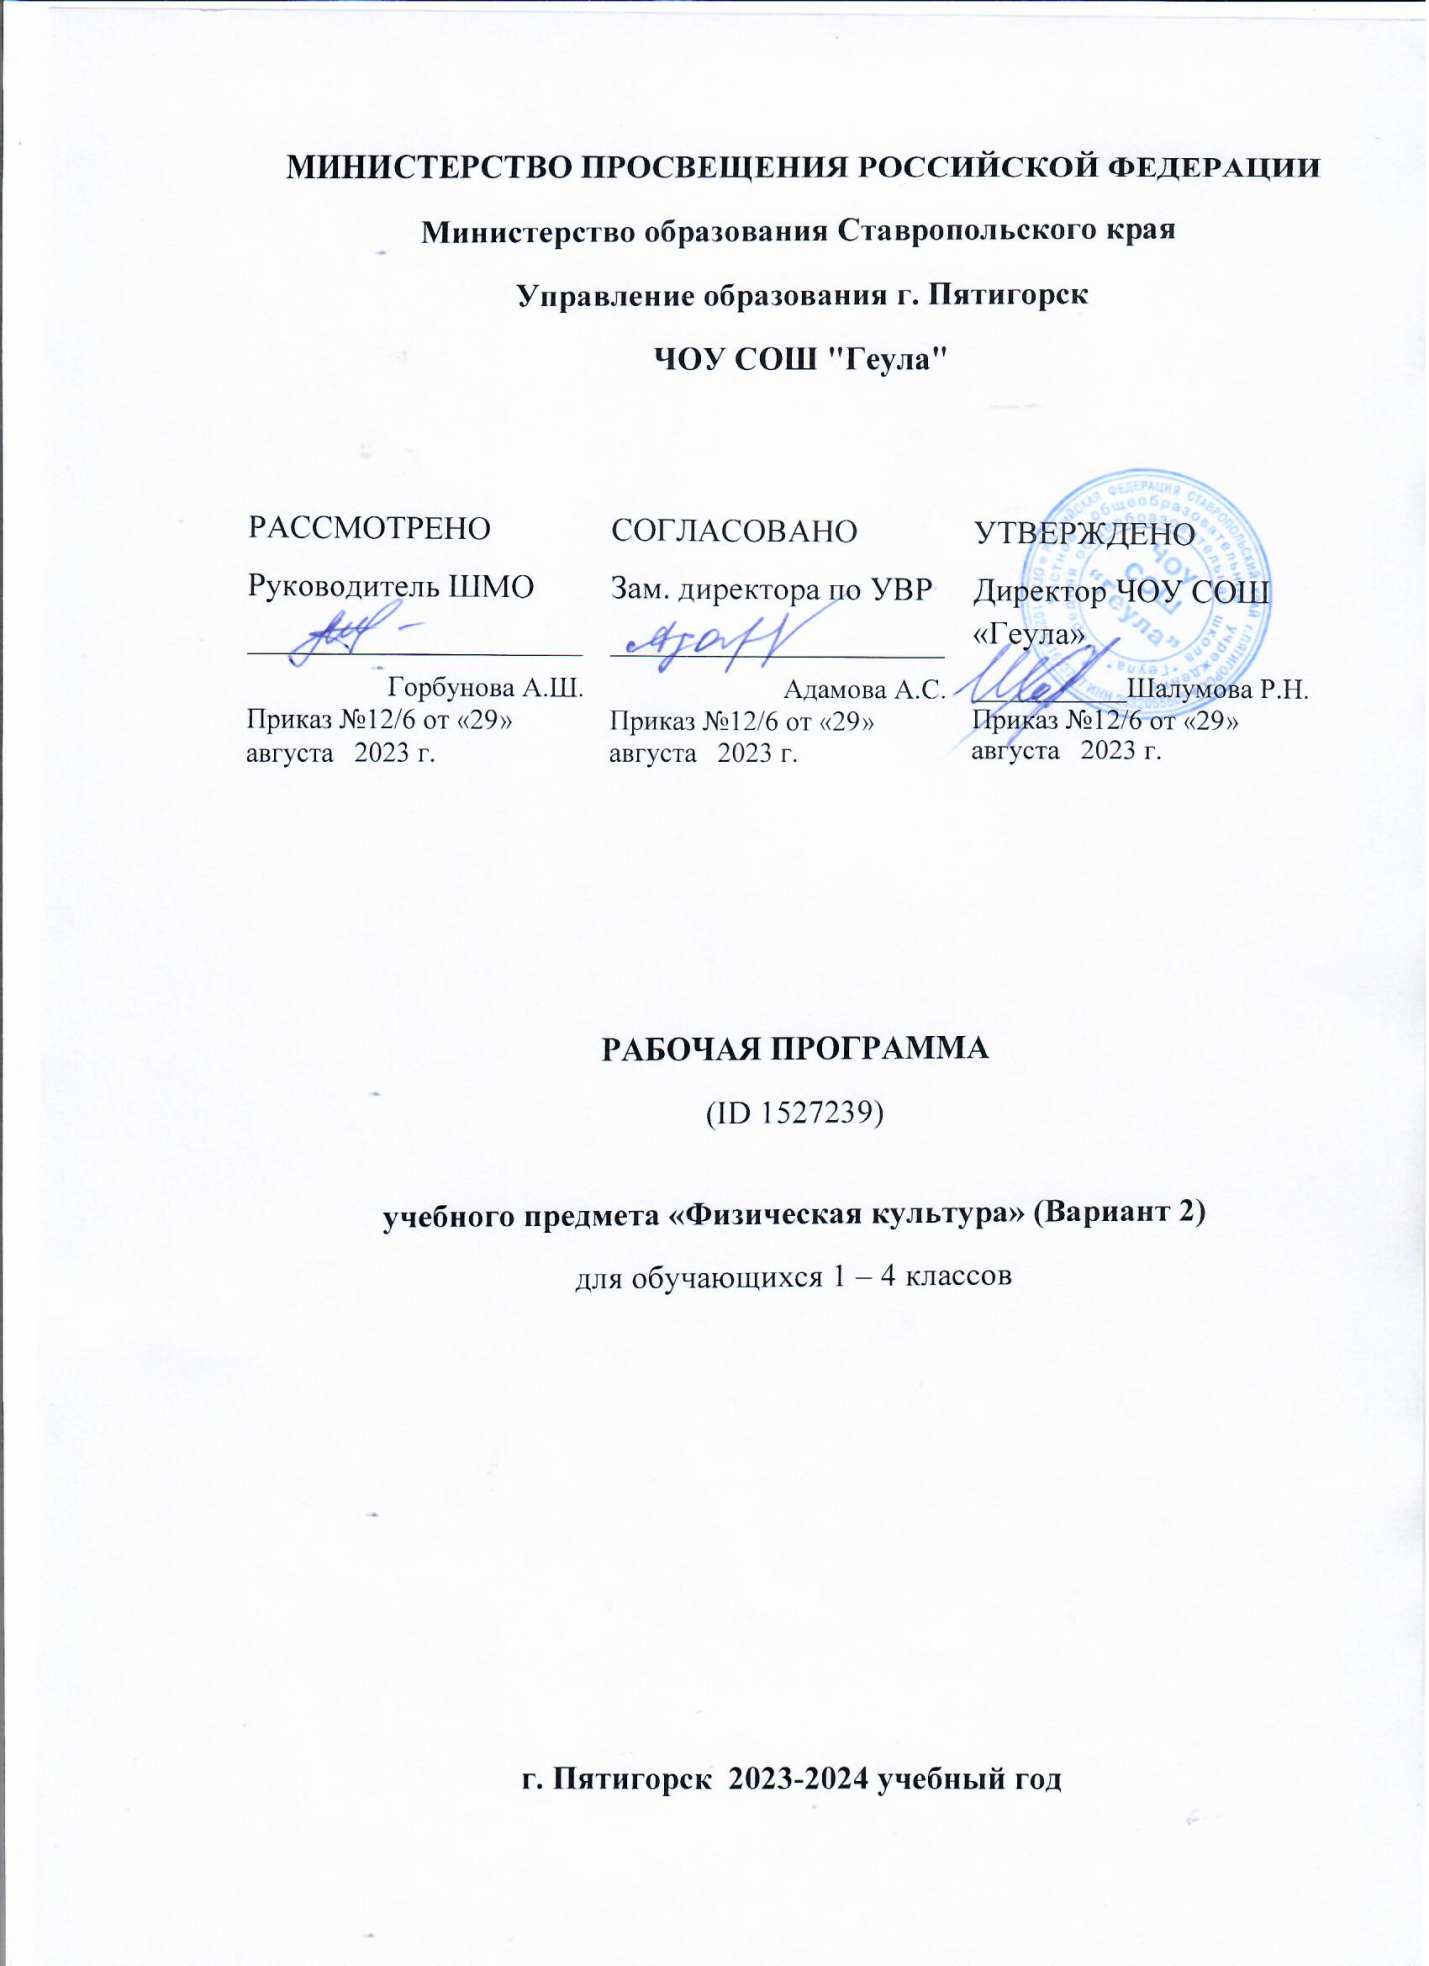 МИНИСТЕРСТВО ПРОСВЕЩЕНИЯ РОССИЙСКОЙ ФЕДЕРАЦИИ
Министерство образования Ставропольского края
Управление образования г. Пятигорск
ЧОУ СОШ "Геула"
РАССМОТРЕНО
Руководитель ШМО
Горбунова А.Ш.
Приказ №12/6 от «29»
августа 2023 г.
СОГЛАСОВАНО
Зам. директора по УВР
Адамова А.С.
Приказ №12/6 от «29»
августа 2023 г.
УТВЕРЖДЕНО
Директор ЧОУ СОШ
«Геула»
Шалумова Р.Н.
Приказ №12/6 от «29»
августа 2023 г.
ЧОУ
СОШ
“Геула”
РАБОЧАЯ ПРОГРАММА
(ID 1527239)
учебного предмета «Физическая культура» (Вариант 2)
для обучающихся 1 – 4 классов
г. Пятигорск 2023-2024 учебный год